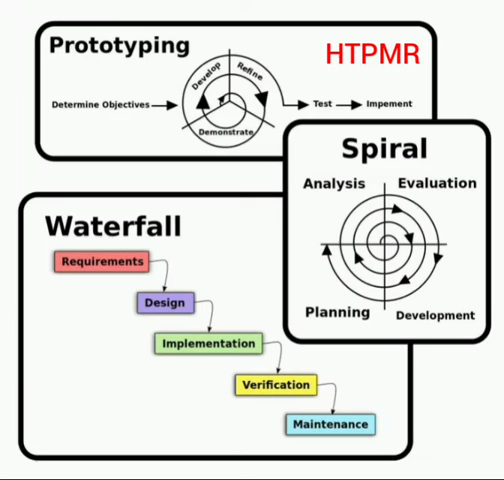 Prototyping
HTPMR
Develop
Refine
Determine Objectives
Test
Impement
Demonstrate
Spiral
Analysis
Evaluation
Planning
Development
Waterfall
Requirements
Design
Implementation
Verification
Maintenance